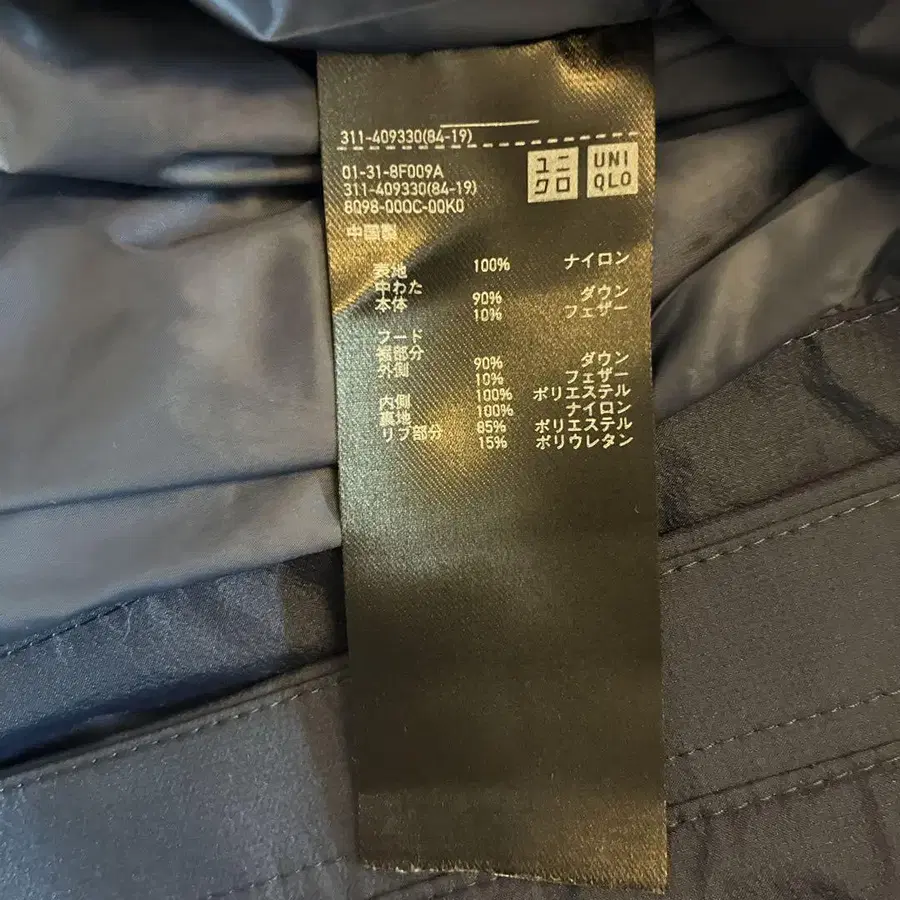 311-409330(84-19)
01-31-8F009A
311-409330(84-19)
8098-000C-00K0
ユニ
クロ
UNI
QLO
中国製
表地 100% ナイロン
中わた
本体 90% ダウン
10% フェザー
フード
裾部分
外側 90% ダウン
10% フェザー
内側 100% ポリエステル
裏地 100% ナイロン
リブ部分 85% ポリエステル
15% ポリウレタン